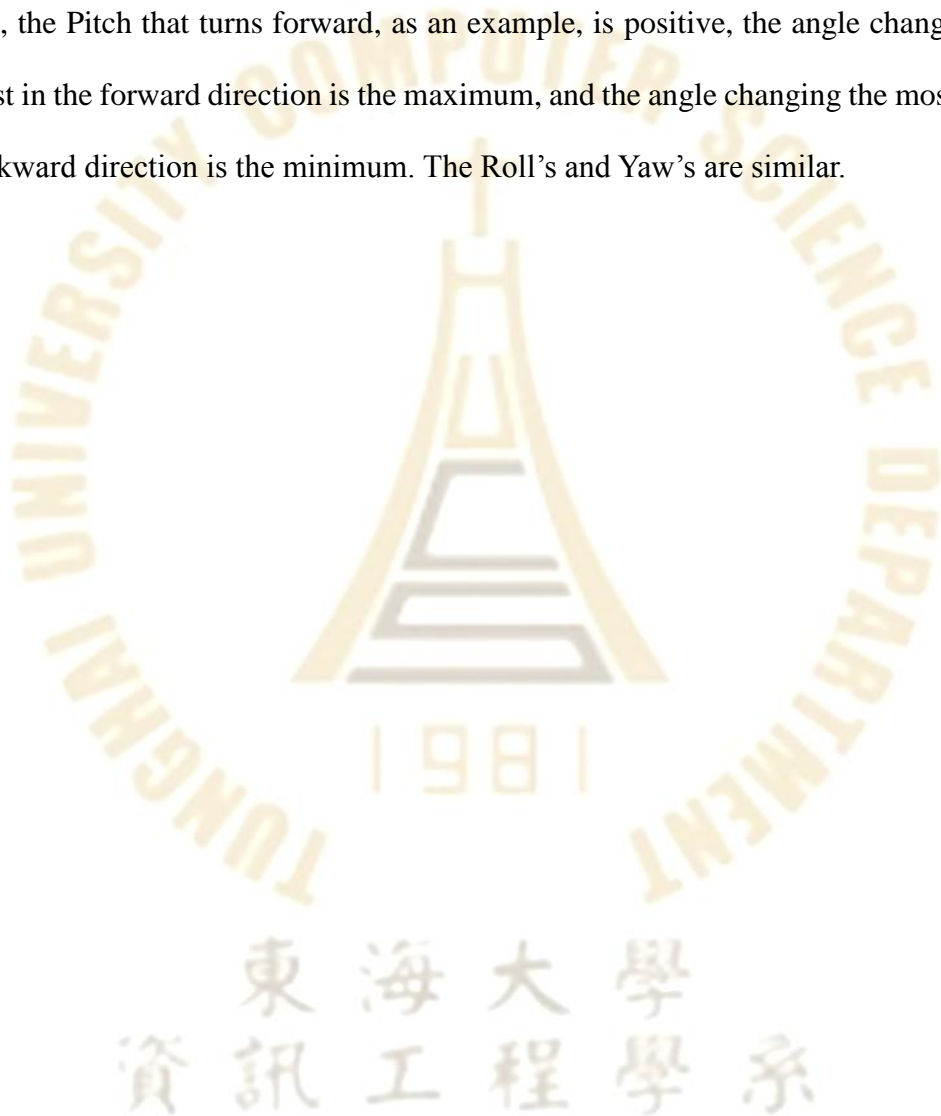 , the Pitch that turns forward, as an example, is positive, the angle chang
st in the forward direction is the maximum, and the angle changing the mos
kward direction is the minimum. The Roll's and Yaw's are similar.
TUNGHAI UNIVERSITY COMPUTER SCIENCE DEPARTMENT
1981
東海大學
資訊工程學系